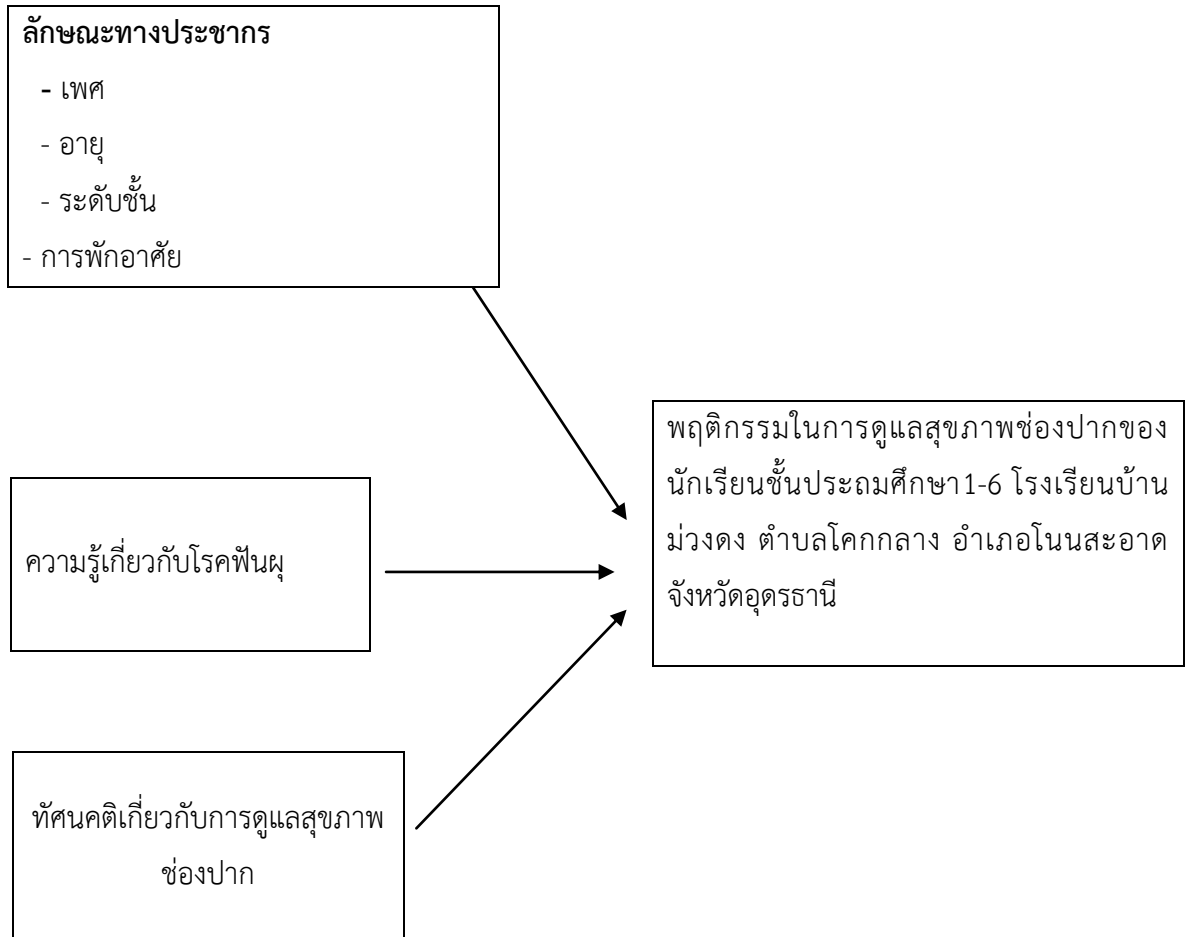 ลักษณะทางประชากร
- เพศ
- อายุ
- ระดับชั้น
- การพักอาศัย
พฤติกรรมในการดูแลสุขภาพช่องปากของ
นักเรียนชั้นประถมศึกษา1-6 โรงเรียนบ้าน
ม่วงดง ตำบลโคกกลาง อำเภอโนนสะอาด
จังหวัดอุดรธานี
ความรู้เกี่ยวกับโรคฟันผุ
ทัศนคติเกี่ยวกับการดูแลสุขภาพ
ช่องปาก